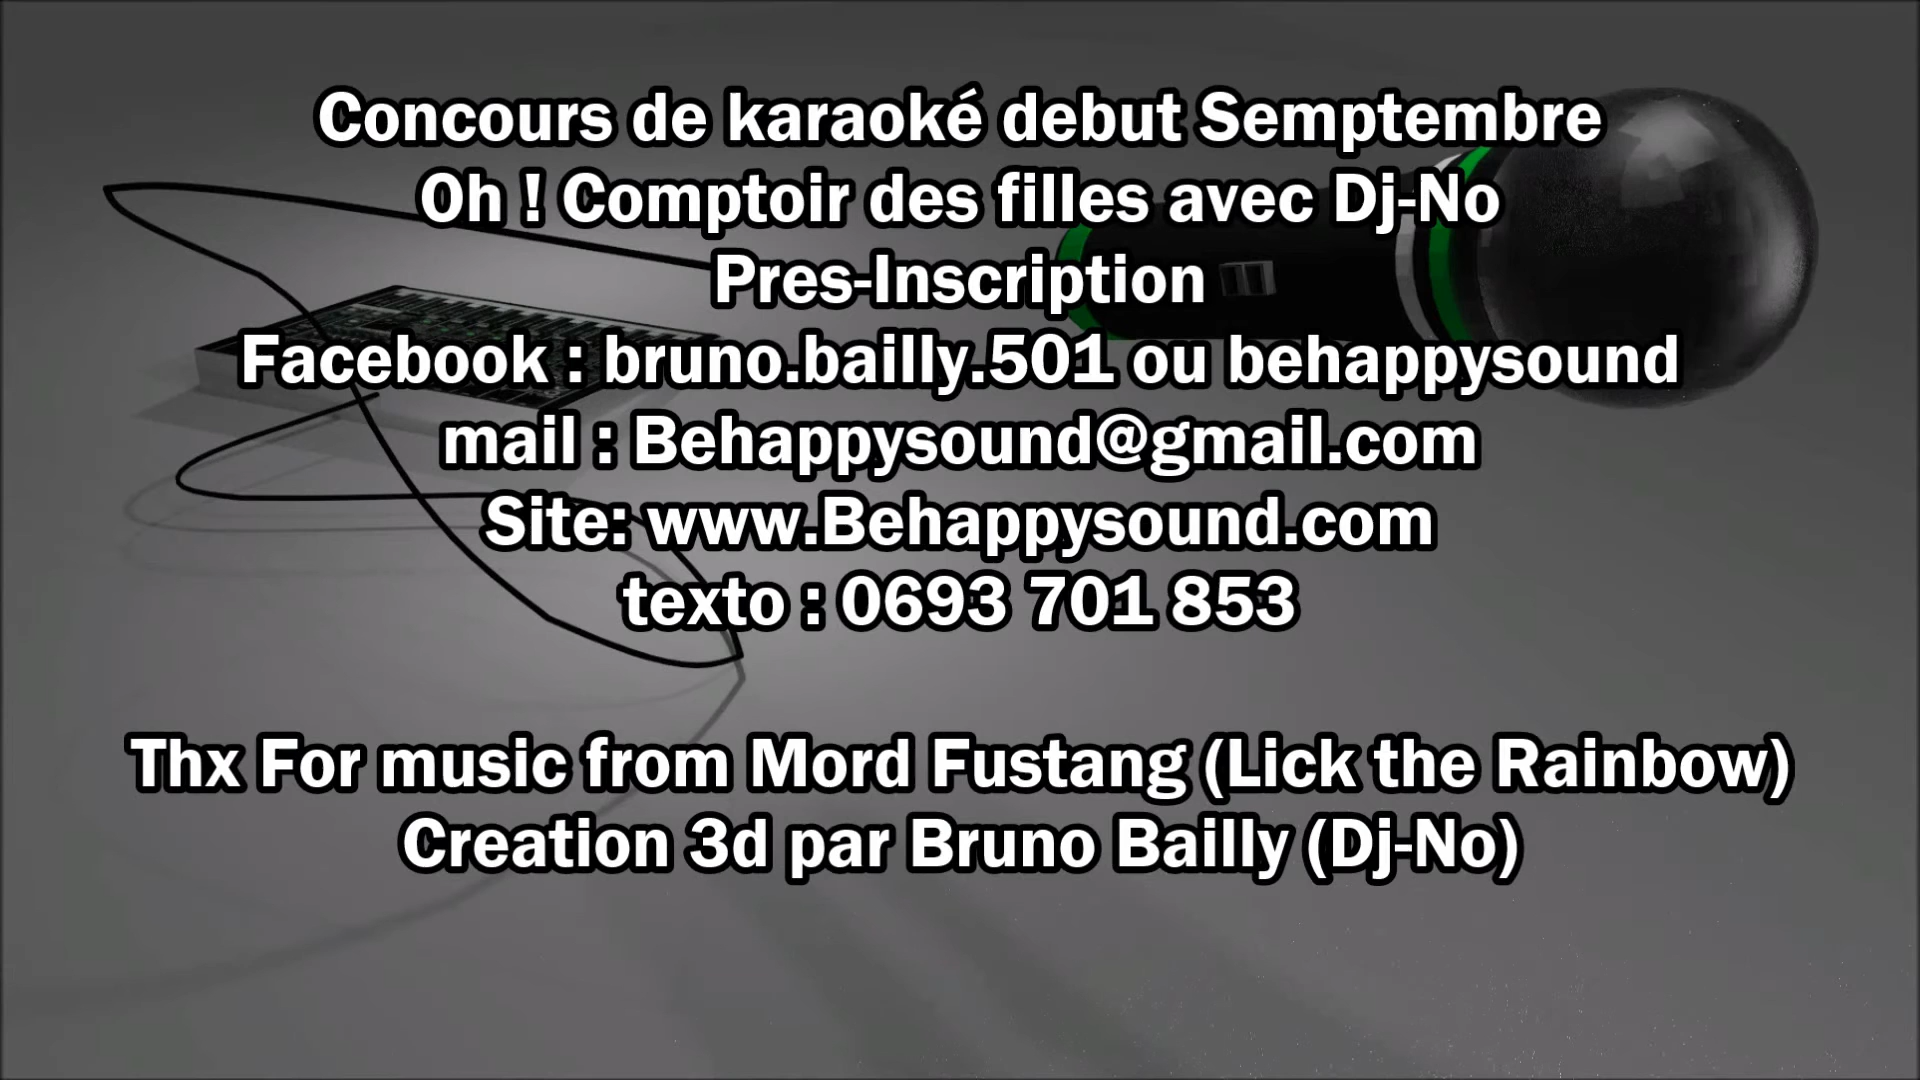 Concours de karaoké debut Semptembre
Oh ! Comptoir des filles avec Dj-No
Pres-Inscription
Facebook : bruno.bailly.501 ou behappysound
mail : Behappysound@gmail.com
Site: www.Behappysound.com
texto : 0693 701 853
Thx For music from Mord Fustang (Lick the Rainbow)
Creation 3d par Bruno Bailly (Dj-No)